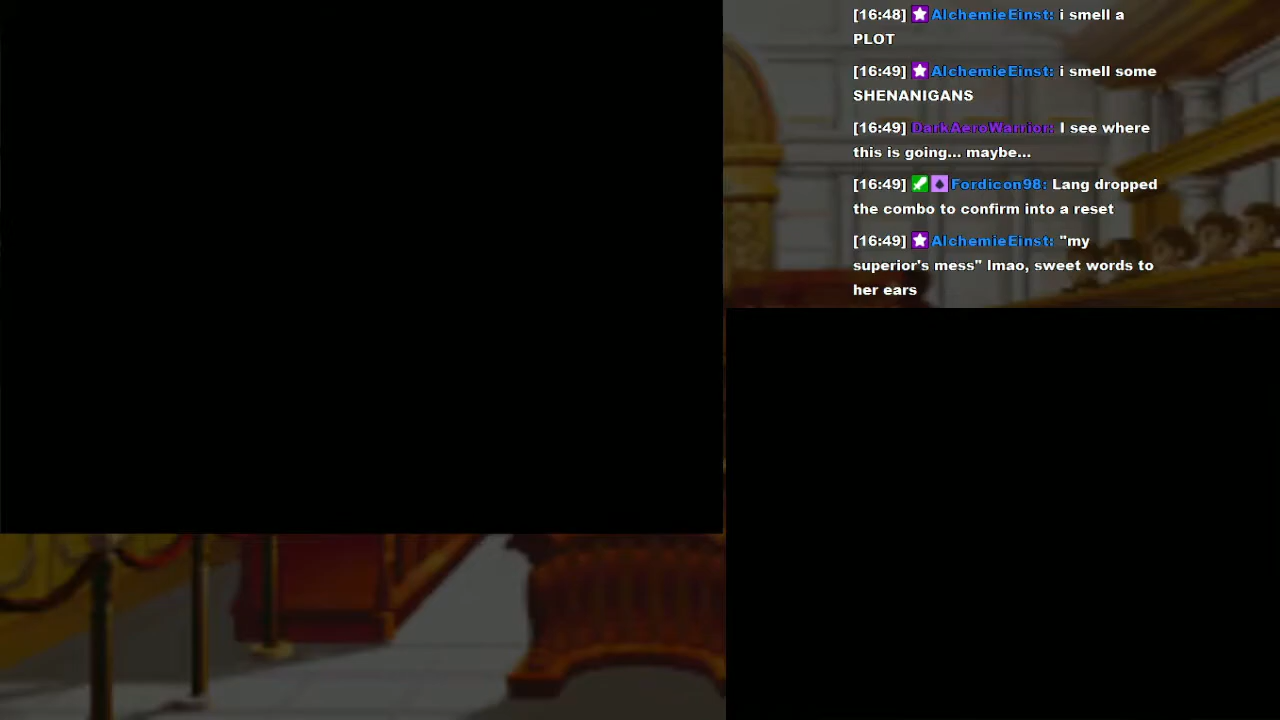 [16:48] AlchemieEinst: i smell a
PLOT
[16:49] AlchemieEinst: i smell some
SHENANIGANS
[16:49] DarkAeroWarrior: I see where
this is going... maybe...
[16:49] Fordicon98: Lang dropped
the combo to confirm into a reset
[16:49] AlchemieEinst: "my
superior's mess" lmao, sweet words to
her ears